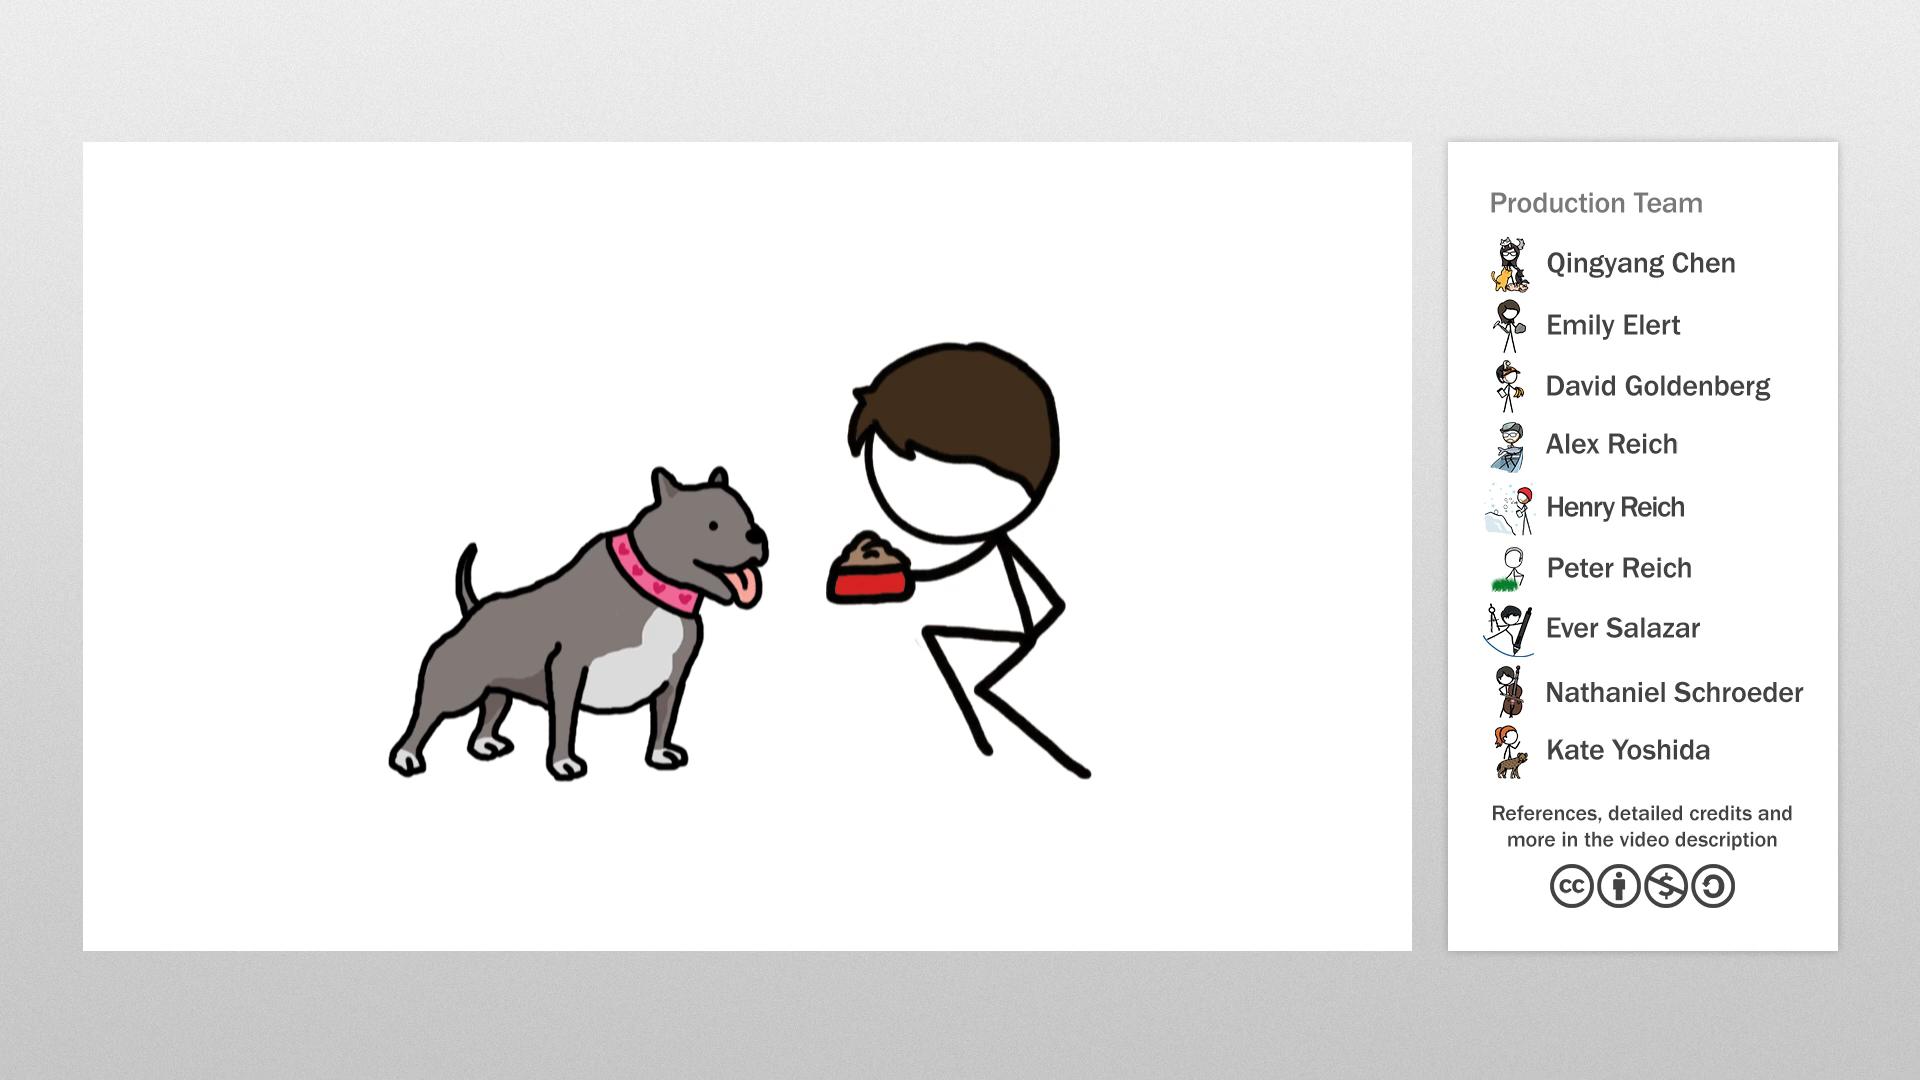 Production Team
Qingyang Chen
Emily Elert
David Goldenberg
Alex Reich
Henry Reich
Peter Reich
Ever Salazar
Nathaniel Schroeder
Kate Yoshida
References, detailed credits and
more in the video description
cc